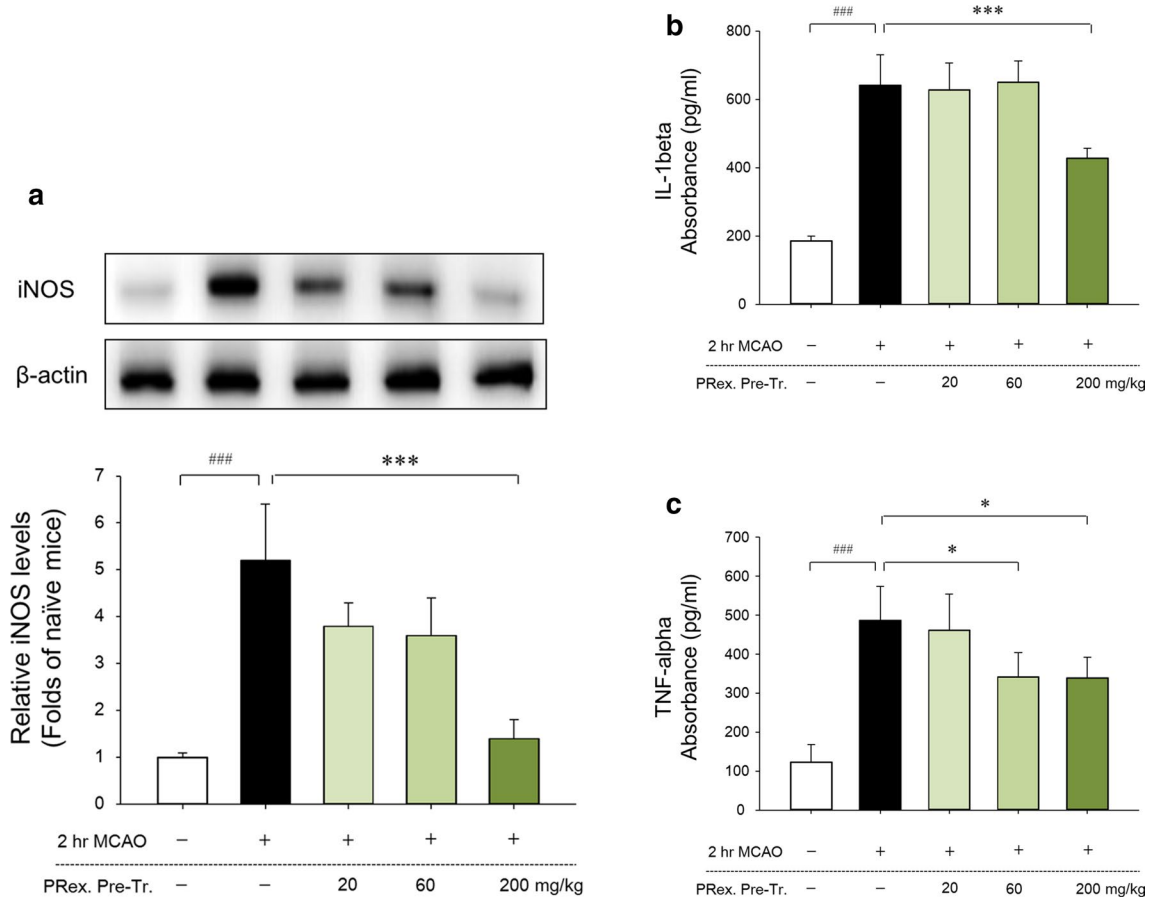 a
iNOS
β-actin
Relative iNOS levels
(Folds of naïve mice)
7
6
5
4
3
2
1
0
###
***
2 hr MCAO – + + + +
PRex. Pre-Tr. – – 20 60 200 mg/kg
b
IL-1beta
Absorbance (pg/ml)
800
600
400
200
0
###
***
2 hr MCAO – + + + +
PRex. Pre-Tr. – – 20 60 200 mg/kg
c
TNF-alpha
Absorbance (pg/ml)
700
600
500
400
300
200
100
0
###
*
*
2 hr MCAO – + + + +
PRex. Pre-Tr. – – 20 60 200 mg/kg